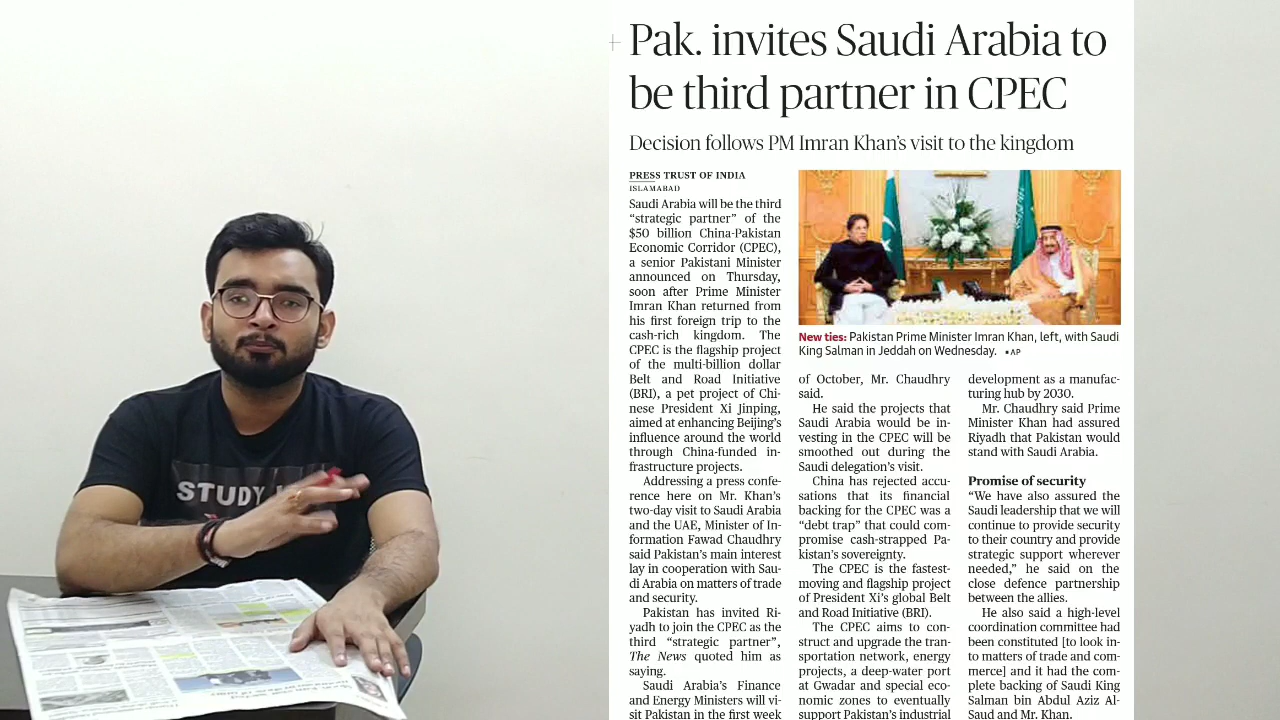 Pak. invites Saudi Arabia to
be third partner in CPEC
Decision follows PM Imran Khan's visit to the kingdom
PRESS TRUST OF INDIA
ISLAMABAD
Saudi Arabia will be the third
“strategic partner” of the
$50 billion China-Pakistan
Economic Corridor (CPEC),
a senior Pakistani Minister
announced on Thursday,
soon after Prime Minister
Imran Khan returned from
his first foreign trip to the
cash-rich kingdom. The
CPEC is the flagship project
of the multi-billion dollar
Belt and Road Initiative
(BRI), a pet project of Chi-
nese President Xi Jinping,
aimed at enhancing Beijing's
influence around the world
through China-funded in-
frastructure projects.
Addressing a press confe-
rence here on Mr. Khan's
two-day visit to Saudi Arabia
and the UAE, Minister of In-
formation Fawad Chaudhry
said Pakistan's main interest
lay in cooperation with Sau-
di Arabia on matters of trade
and security.
Pakistan has invited Ri-
yadh to join the CPEC as the
third “strategic partner”,
The News quoted him as
saying.
Saudi Arabia's Finance
and Energy Ministers will vi-
sit Pakistan in the first week
New ties: Pakistan Prime Minister Imran Khan, left, with Saudi
King Salman in Jeddah on Wednesday. • AP
of October, Mr. Chaudhry
said.
He said the projects that
Saudi Arabia would be in-
vesting in the CPEC will be
smoothed out during the
Saudi delegation's visit.
China has rejected accu-
sations that its financial
backing for the CPEC was a
“debt trap” that could com-
promise cash-strapped Pa-
kistan's sovereignty.
The CPEC is the fastest-
moving and flagship project
of President Xi's global Belt
and Road Initiative (BRI).
The CPEC aims to con-
struct and upgrade the tran-
sportation network, energy
projects, a deep-water port
at Gwadar and special eco-
nomic zones to eventually
support Pakistan's industrial
development as a manufac-
turing hub by 2030.
Mr. Chaudhry said Prime
Minister Khan had assured
Riyadh that Pakistan would
stand with Saudi Arabia.
Promise of security
“We have also assured the
Saudi leadership that we will
continue to provide security
to their country and provide
strategic support wherever
needed,” he said on the
close defence partnership
between the allies.
He also said a high-level
coordination committee had
been constituted [to look in-
to matters of trade and com-
merce] and it had the com-
plete backing of Saudi King
Salman bin Abdul Aziz Al-
Saud and Mr. Khan.
STUDY